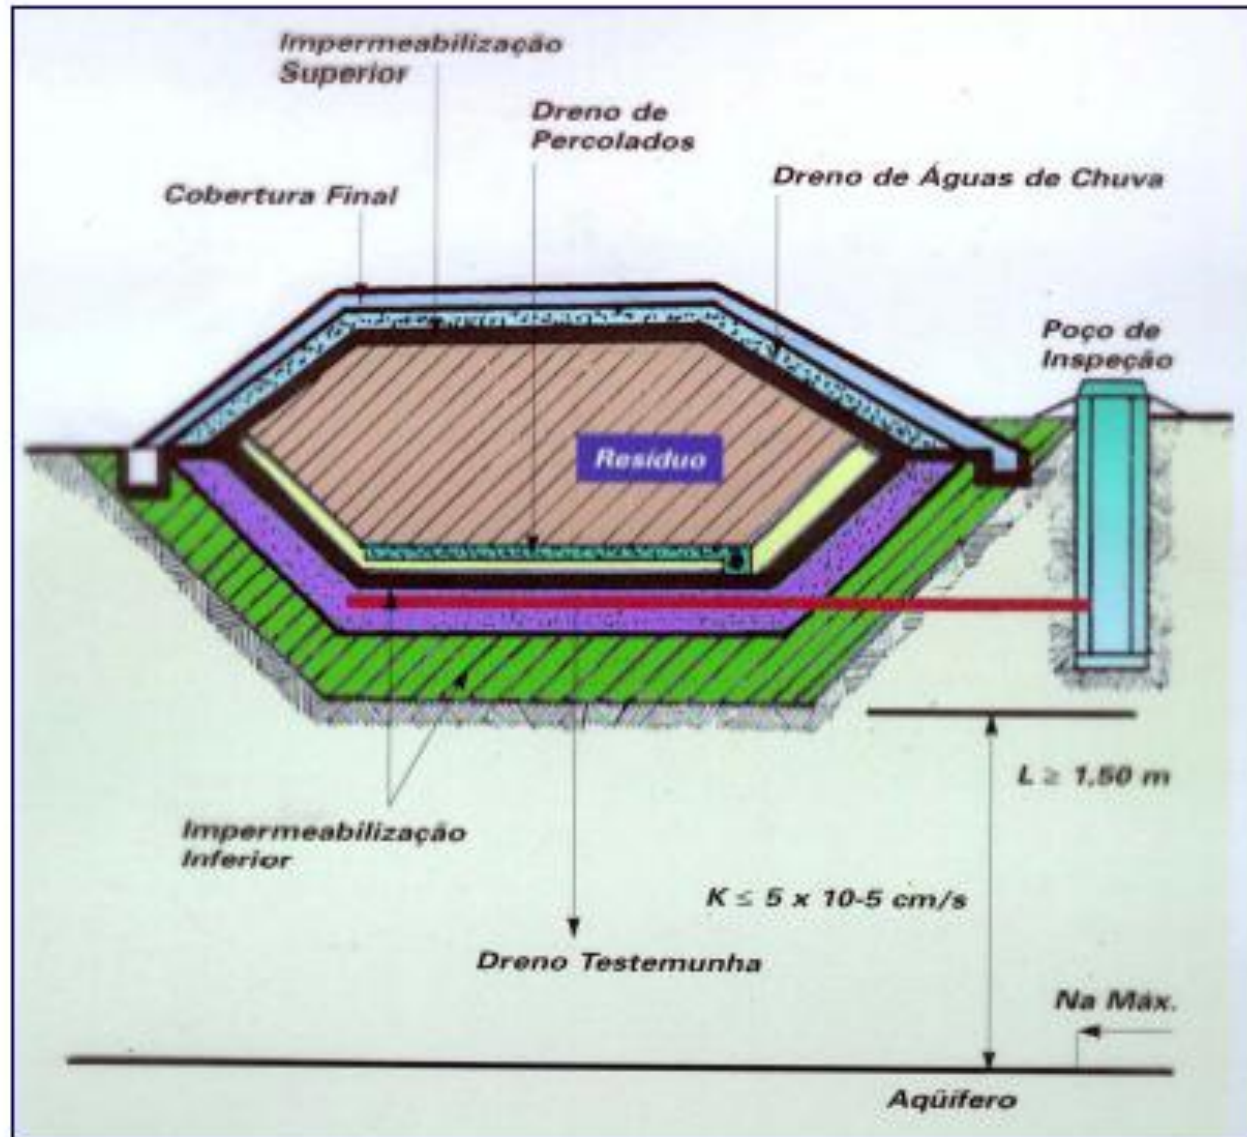 Impermeabilização
Superior
Dreno de
Percolados
Dreno de Águas de Chuva
Cobertura Final
Poço de
Inspeção
Resíduo
L ≥ 1,50 m
Impermeabilização
Inferior
K ≤ 5 x 10-5 cm/s
Dreno Testemunha
Na Máx.
Aqüífero